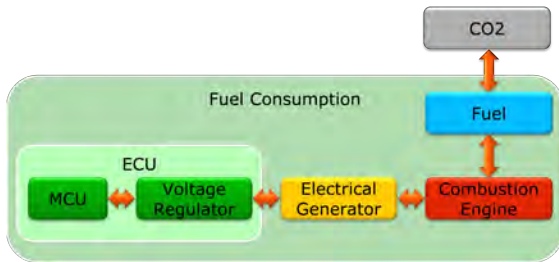 CO2
Fuel Consumption
Fuel
ECU
MCU
Voltage
Regulator
Electrical
Generator
Combustion
Engine